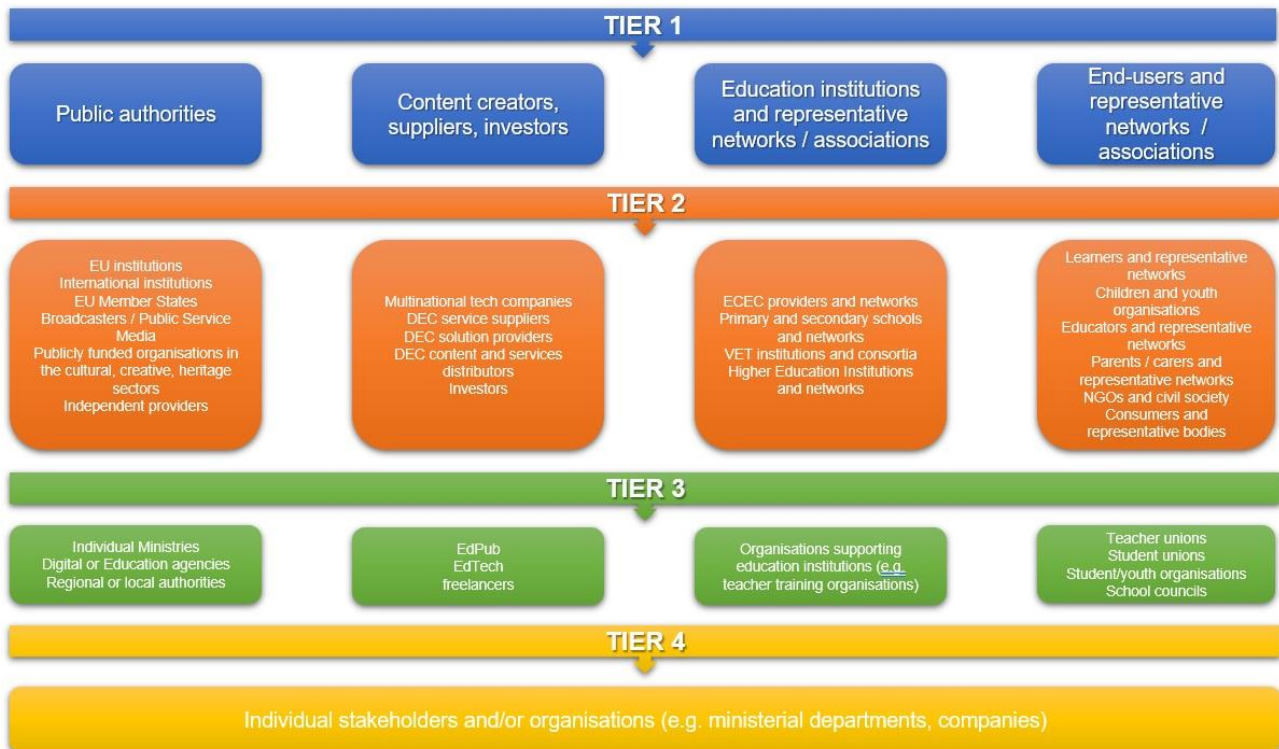 TIER 1
Public authorities
Content creators,
suppliers, investors
Education institutions
and representative
networks / associations
End-users and
representative
networks /
associations
TIER 2
EU institutions
International institutions
EU Member States
Broadcasters / Public Service
Media
Publicly funded organisations in
the cultural, creative, heritage
sectors
Independent providers
Multinational tech companies
DEC service suppliers
DEC solution providers
DEC content and services
distributors
Investors
ECEC providers and networks
Primary and secondary schools
and networks
VET institutions and consortia
Higher Education Institutions
and networks
Learners and representative
networks
Children and youth
organisations
Educators and representative
networks
Parents / carers and
representative networks
NGOs and civil society
Consumers and
representative bodies
TIER 3
Individual Ministries
Digital or Education agencies
Regional or local authorities
EdPub
EdTech
freelancers
Organisations supporting
education institutions (e.g.
teacher training organisations)
Teacher unions
Student unions
Student/youth organisations
School councils
TIER 4
Individual stakeholders and/or organisations (e.g. ministerial departments, companies)